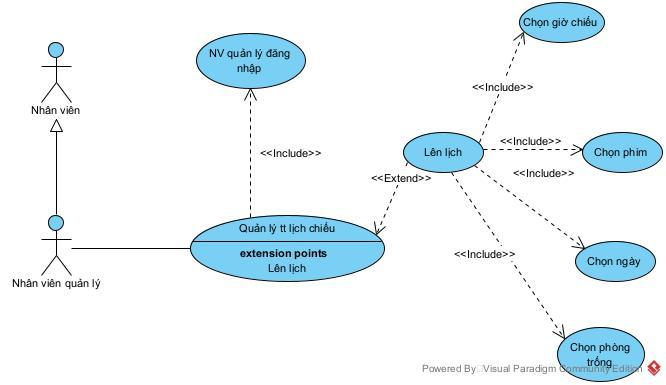 Chọn giờ chiếu
NV quản lý đăng
nhập
<<Include>>
Nhân viên
<<Include>>
Lên lịch
<<Include>>
Chọn phim
<<Include>>
<<Extend>>
Quản lý tt lịch chiếu
extension points
Lên lịch
<<Include>>
Chọn ngày
Nhân viên quản lý
Chọn phòng
trống
Powered By Visual Paradigm Community Edition